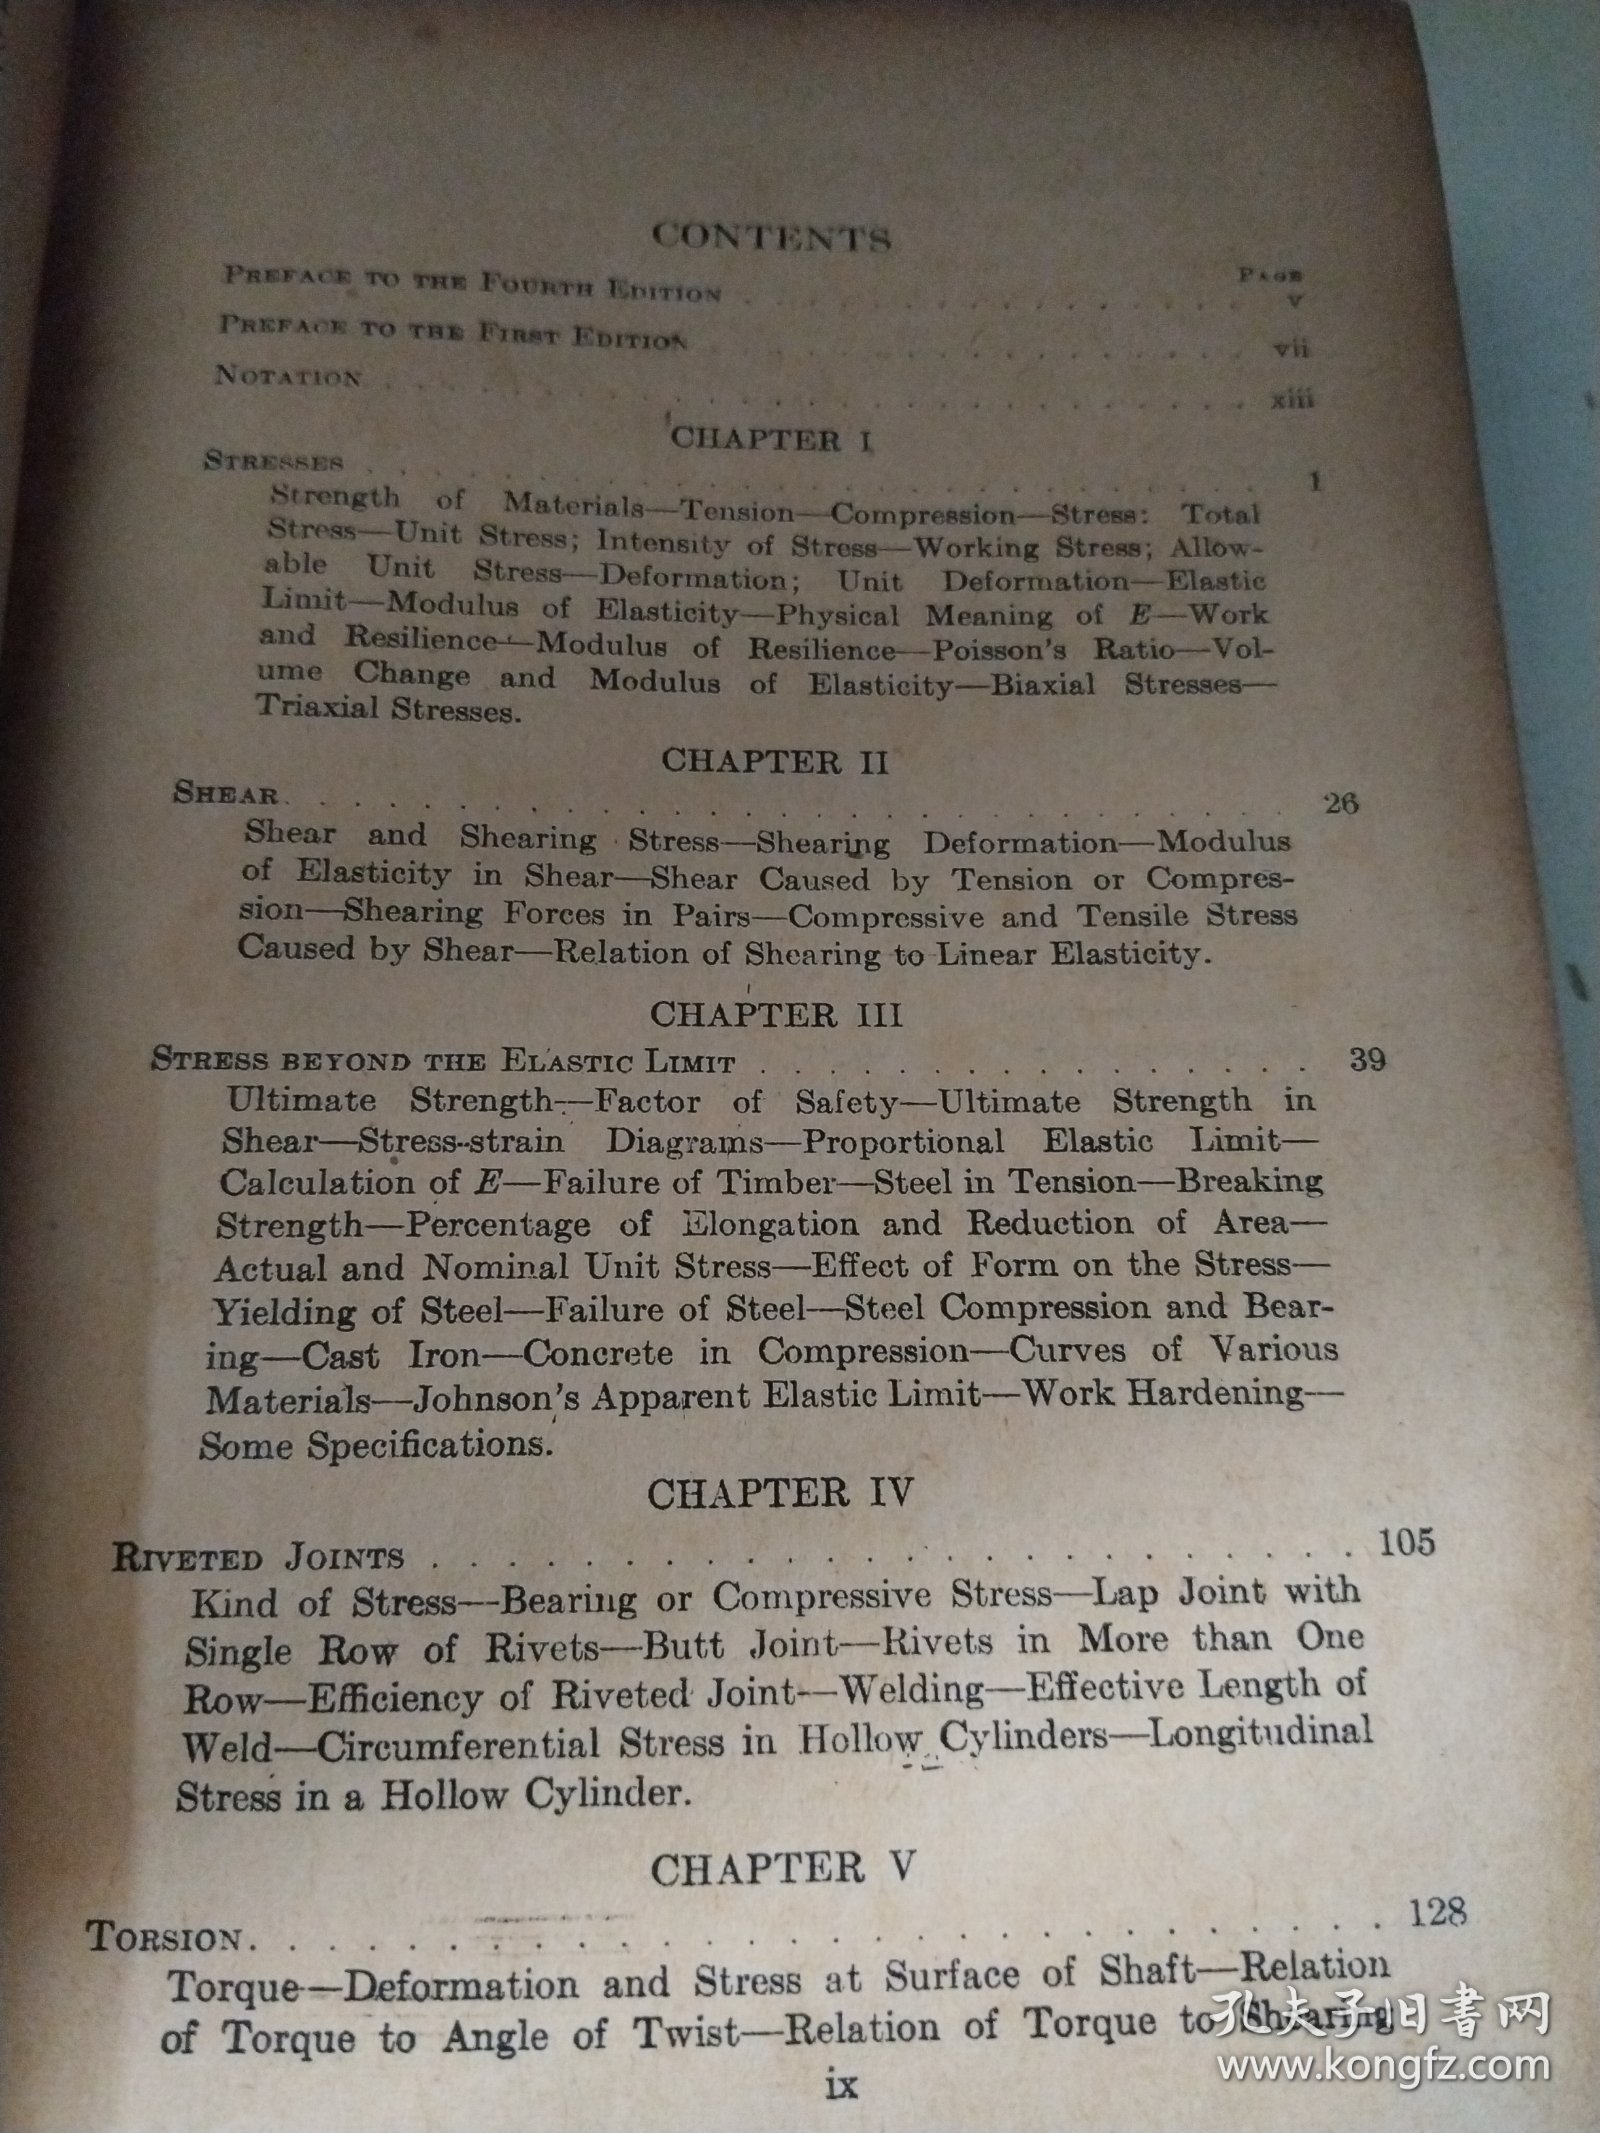 CONTENTS
PAGE
PREFACE TO THE FOURTH EDITION . . . . . . . . . . . . . . . v
PREFACE TO THE FIRST EDITION . . . . . . . . . . . . . . . vii
NOTATION . . . . . . . . . . . . . . . . . . . . . . . . xiii
CHAPTER I
STRESSES . . . . . . . . . . . . . . . . . . . . . . . . 1
Strength of Materials—Tension—Compression—Stress: Total
Stress—Unit Stress; Intensity of Stress—Working Stress; Allow-
able Unit Stress—Deformation; Unit Deformation—Elastic
Limit—Modulus of Elasticity—Physical Meaning of E—Work
and Resilience—Modulus of Resilience—Poisson's Ratio—Vol-
ume Change and Modulus of Elasticity—Biaxial Stresses—
Triaxial Stresses.
CHAPTER II
SHEAR. . . . . . . . . . . . . . . . . . . . . . . . . . 26
Shear and Shearing Stress—Shearing Deformation—Modulus
of Elasticity in Shear—Shear Caused by Tension or Compres-
sion—Shearing Forces in Pairs—Compressive and Tensile Stress
Caused by Shear—Relation of Shearing to Linear Elasticity.
CHAPTER III
STRESS BEYOND THE ELASTIC LIMIT . . . . . . . . . . . . . . 39
Ultimate Strength—Factor of Safety—Ultimate Strength in
Shear—Stress-strain Diagrams—Proportional Elastic Limit—
Calculation of E—Failure of Timber—Steel in Tension—Breaking
Strength—Percentage of Elongation and Reduction of Area—
Actual and Nominal Unit Stress—Effect of Form on the Stress—
Yielding of Steel—Failure of Steel—Steel Compression and Bear-
ing—Cast Iron—Concrete in Compression—Curves of Various
Materials—Johnson's Apparent Elastic Limit—Work Hardening—
Some Specifications.
CHAPTER IV
RIVETED JOINTS . . . . . . . . . . . . . . . . . . . . . . 105
Kind of Stress—Bearing or Compressive Stress—Lap Joint with
Single Row of Rivets—Butt Joint—Rivets in More than One
Row—Efficiency of Riveted Joint—Welding—Effective Length of
Weld—Circumferential Stress in Hollow Cylinders—Longitudinal
Stress in a Hollow Cylinder.
CHAPTER V
TORSION. . . . . . . . . . . . . . . . . . . . . . . . . 128
Torque—Deformation and Stress at Surface of Shaft—Relation
of Torque to Angle of Twist—Relation of Torque to Shearing
ix
孔夫子旧书网
www.kongfz.com